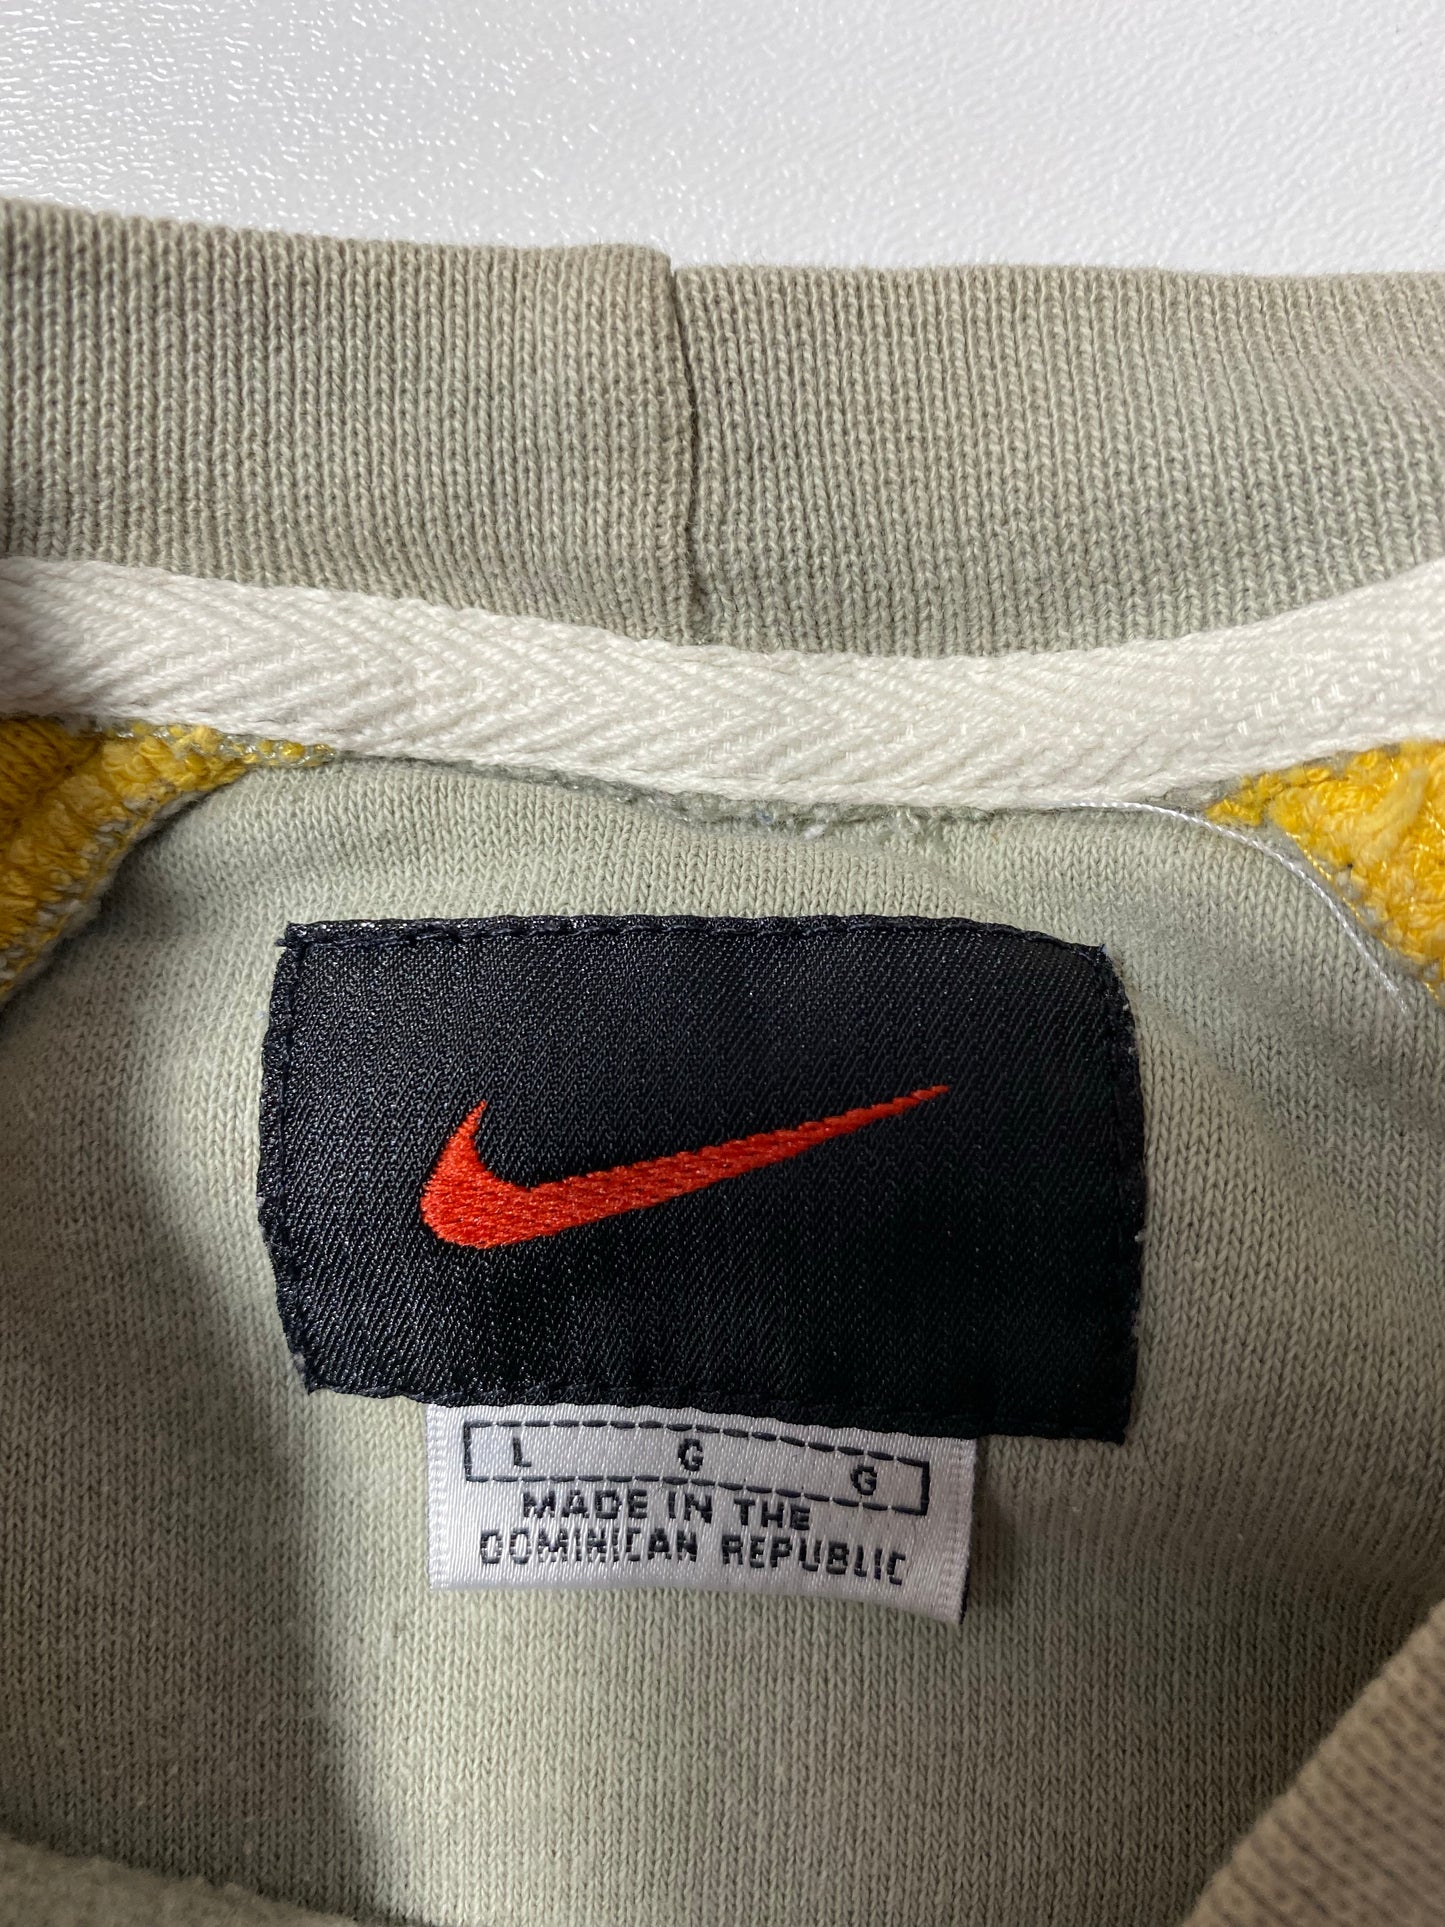 L G G
MADE IN THE
DOMINICAN REPUBLIC